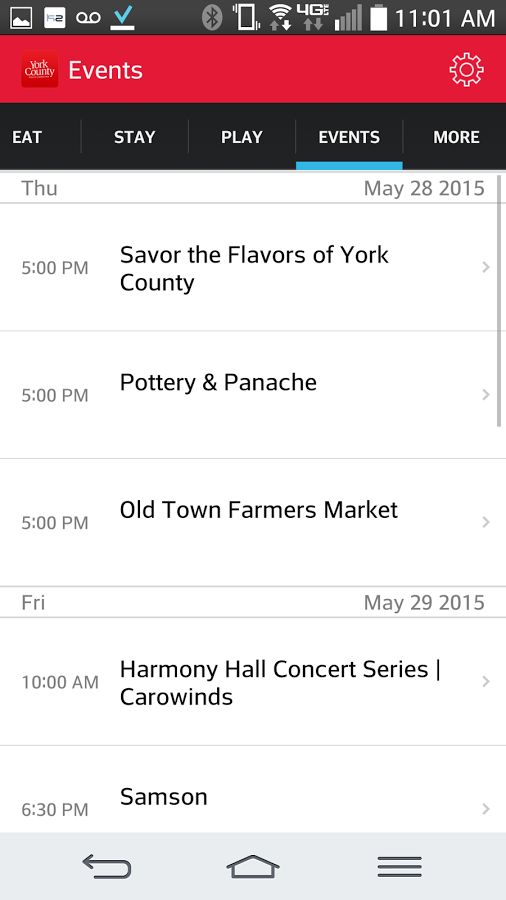 4G LTE
11:01 AM
York
County
Events
EAT
STAY
PLAY
EVENTS
MORE
Thu
May 28 2015
5:00 PM
Savor the Flavors of York
County
5:00 PM
Pottery & Panache
5:00 PM
Old Town Farmers Market
Fri
May 29 2015
10:00 AM
Harmony Hall Concert Series |
Carowinds
6:30 PM
Samson